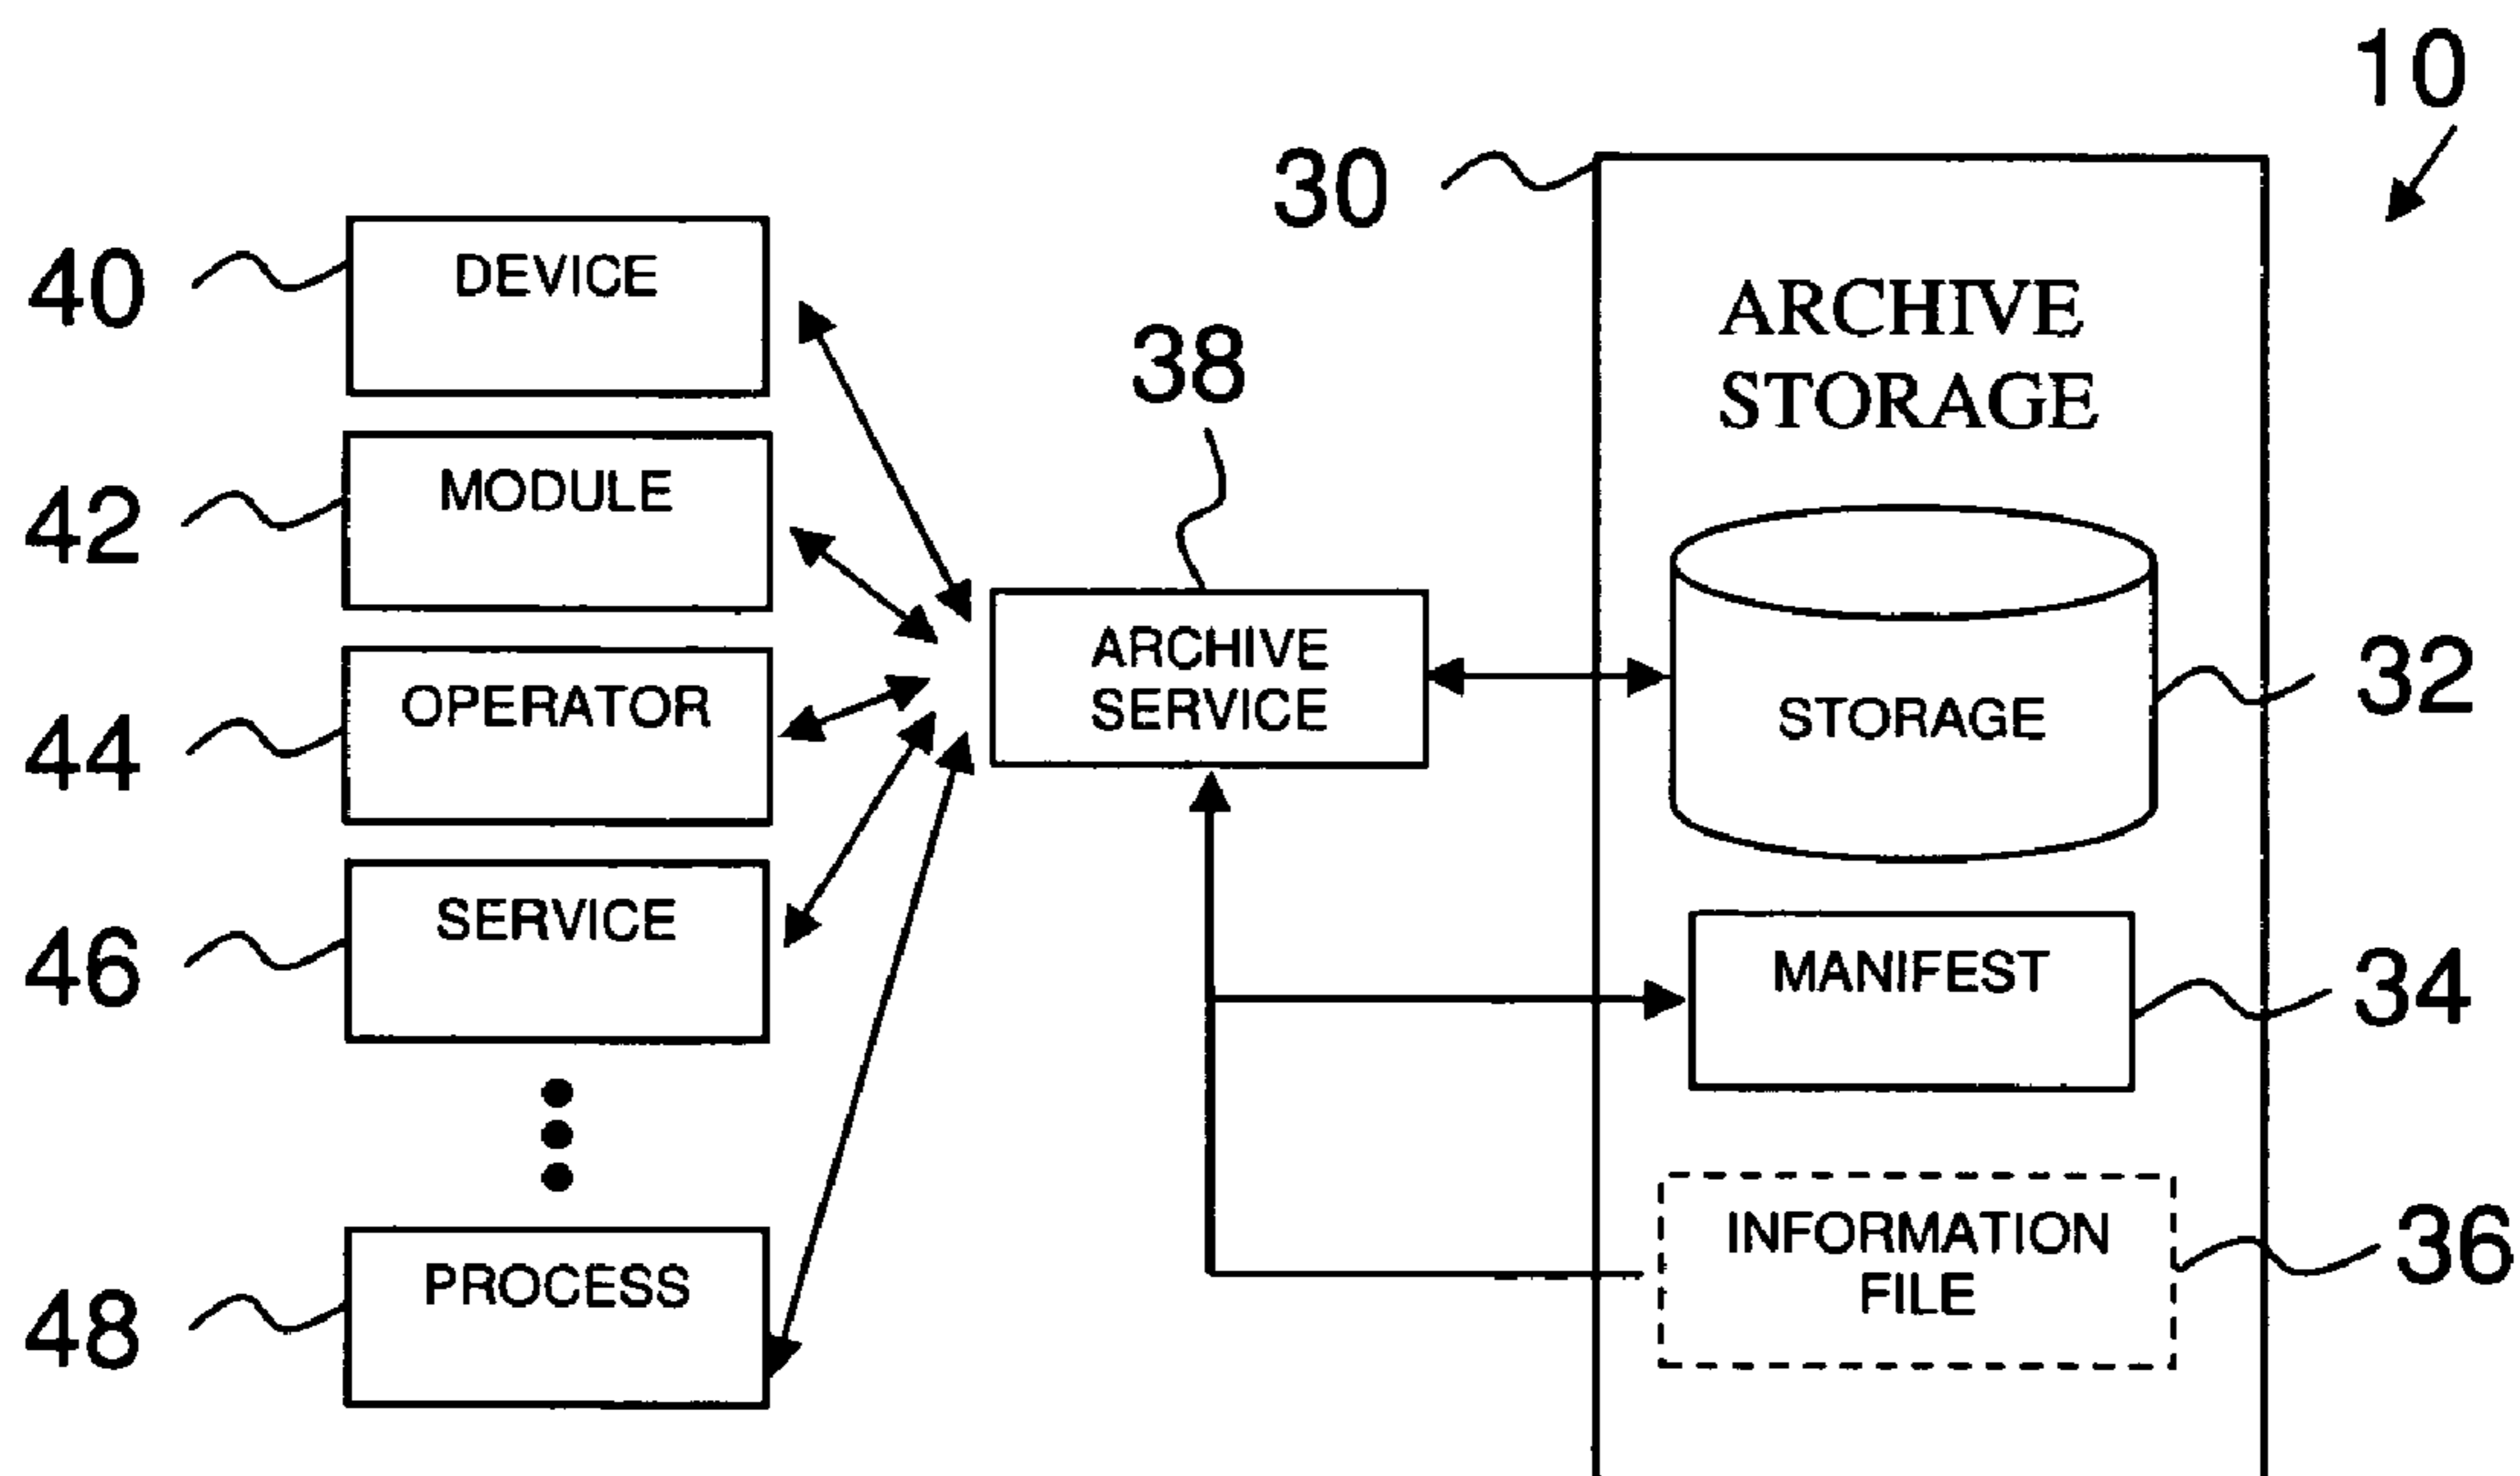 10
30
ARCHIVE
STORAGE
40
DEVICE
38
42
MODULE
ARCHIVE
SERVICE
32
STORAGE
44
OPERATOR
46
SERVICE
34
MANIFEST
36
INFORMATION
FILE
48
PROCESS